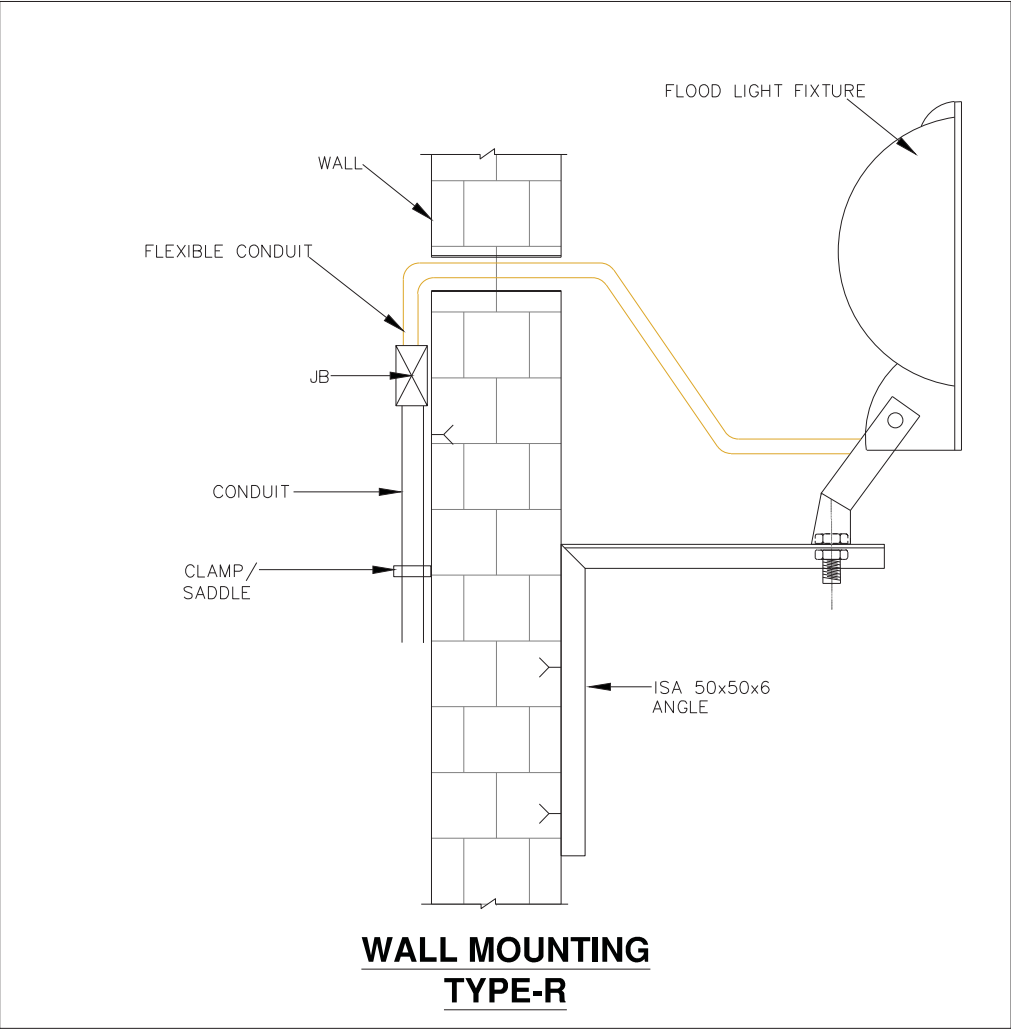 FLOOD LIGHT FIXTURE
WALL
FLEXIBLE CONDUIT
JB
CONDUIT
CLAMP/
SADDLE
ISA 50x50x6
ANGLE
WALL MOUNTING
TYPE-R